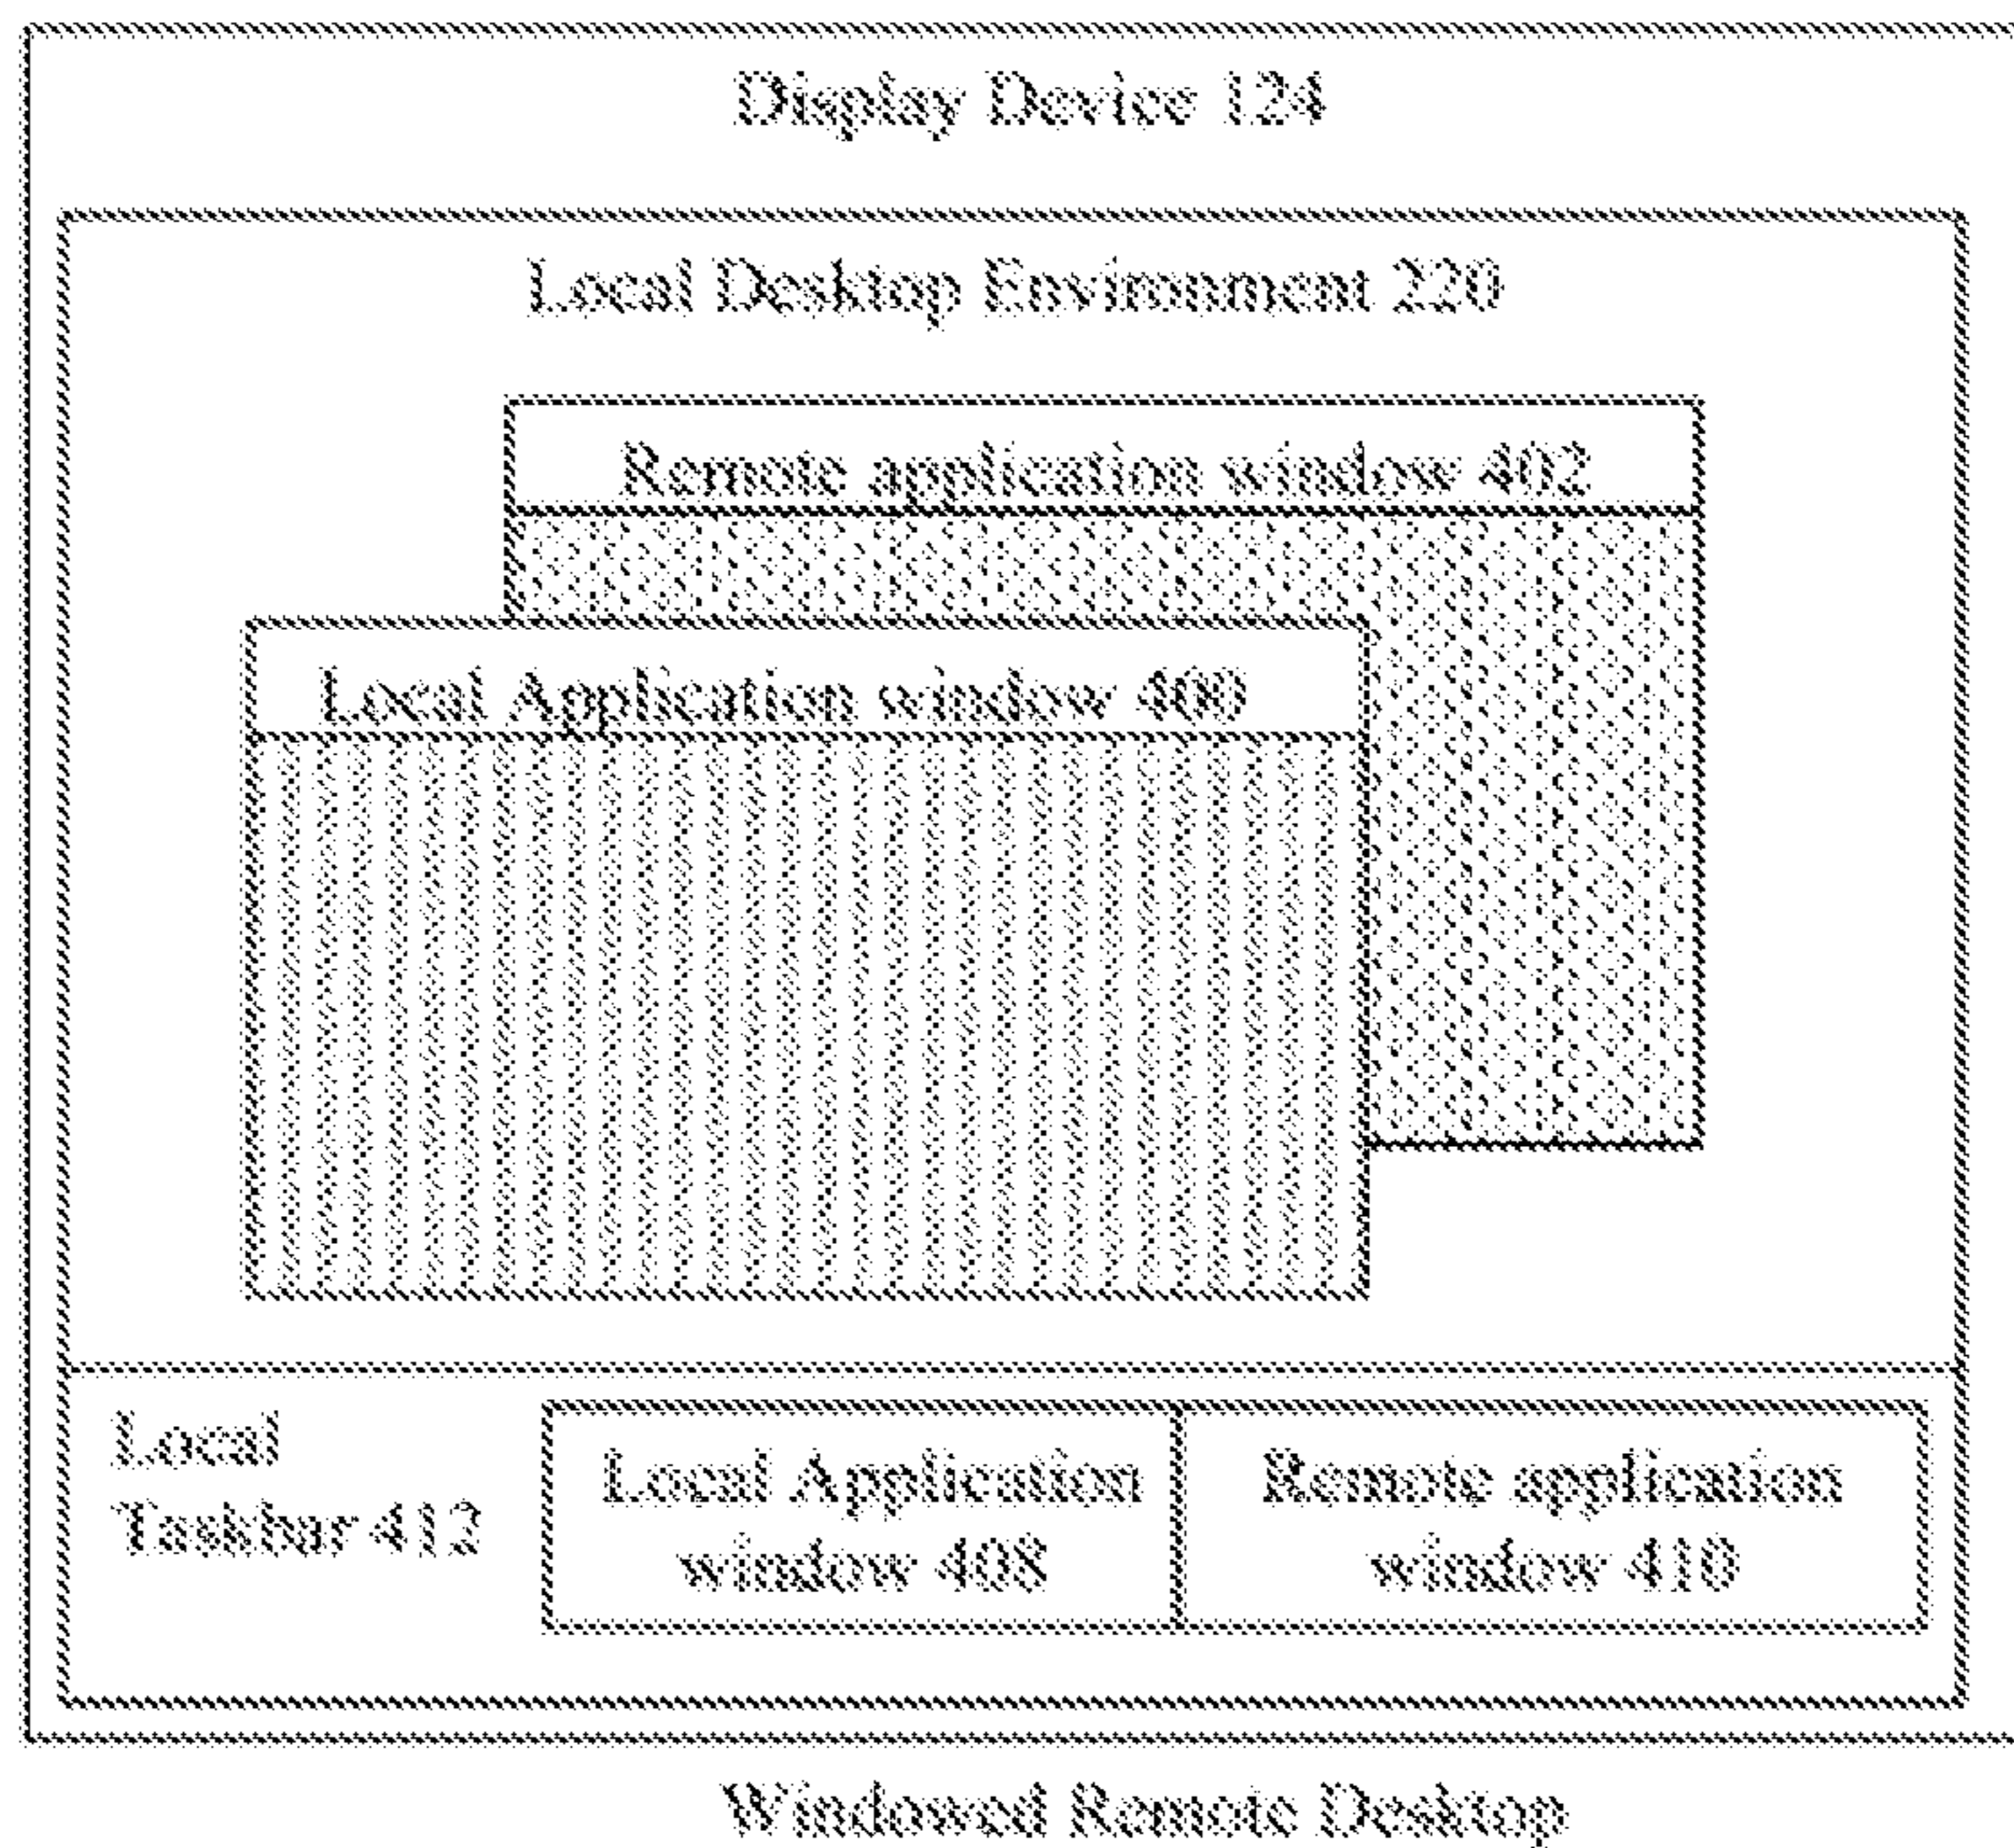 Display Device 124
Local Desktop Environment 220
Remote application window 402
Local Application window 400
Local
Taskbar 412
Local Application
window 408
Remote application
window 410
Windowed Remote Desktop